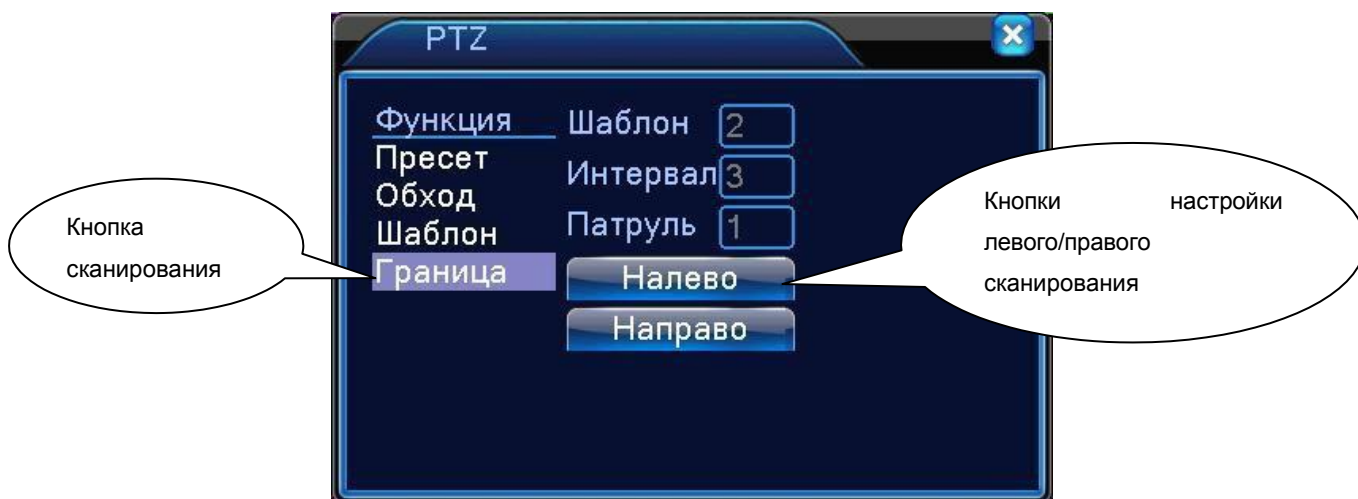 PTZ
Функция
Пресет
Обход
Шаблон
Граница
Шаблон 2
Интервал 3
Патруль 1
Налево
Направо
Кнопка
сканирования
Кнопки настройки
левого/правого
сканирования